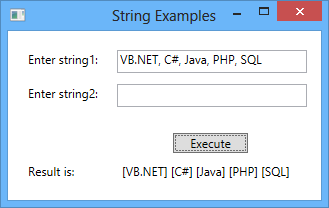 String Examples
Enter string1: VB.NET, C#, Java, PHP, SQL
Enter string2:
Execute
Result is: [VB.NET] [C#] [Java] [PHP] [SQL]